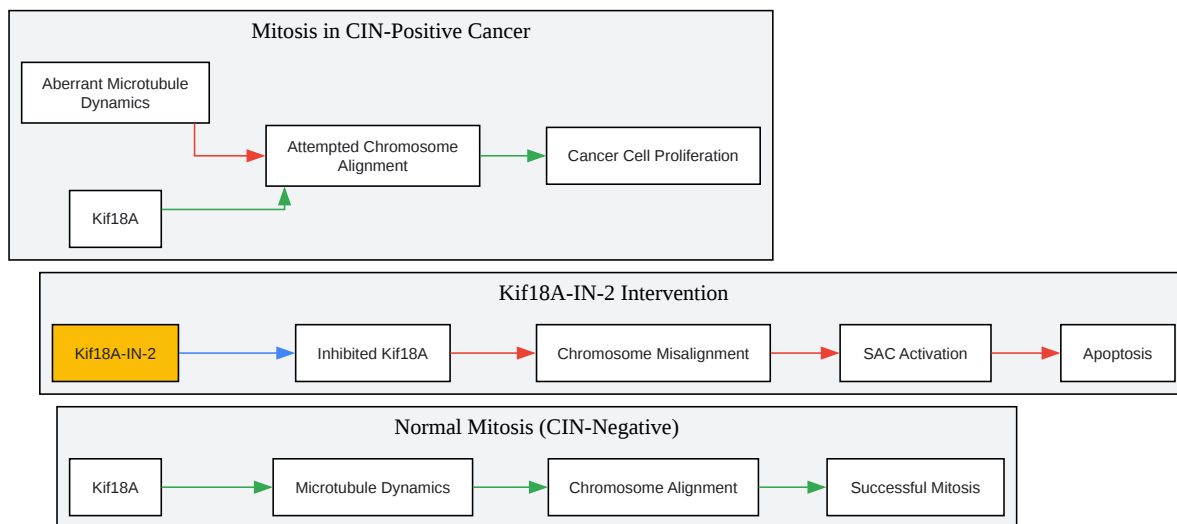 Mitosis in CIN-Positive Cancer
Aberrant Microtubule
Dynamics
Attempted Chromosome
Alignment
Cancer Cell Proliferation
Kif18A
Kif18A-IN-2 Intervention
Kif18A-IN-2
Inhibited Kif18A
Chromosome Misalignment
SAC Activation
Apoptosis
Normal Mitosis (CIN-Negative)
Kif18A
Microtubule Dynamics
Chromosome Alignment
Successful Mitosis